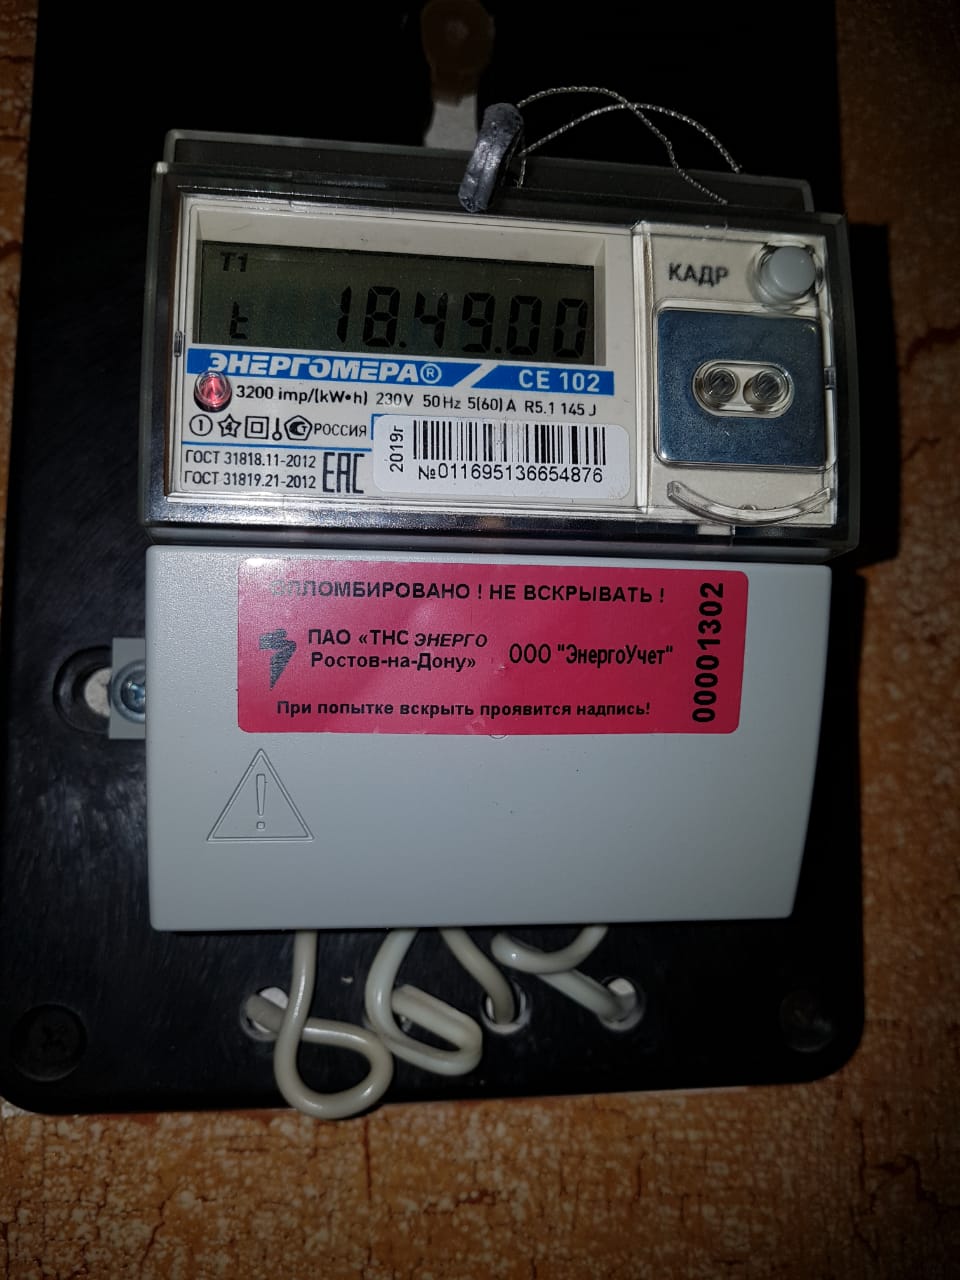 T1
t 18.49.00
КАДР
ЭНЕРГОМЕРА® CE 102
3200 imp/(kW•h) 230V 50Hz 5(60)A R5.1 145 J
РОССИЯ
ГОСТ 31818.11-2012
ГОСТ 31819.21-2012
EAC
2019г
№011695136654876
ОПЛОМБИРОВАНО ! НЕ ВСКРЫВАТЬ !
ПАО «ТНС ЭНЕРГО
Ростов-на-Дону»
ООО "ЭнергоУчет"
При попытке вскрыть проявится надпись!
00001302